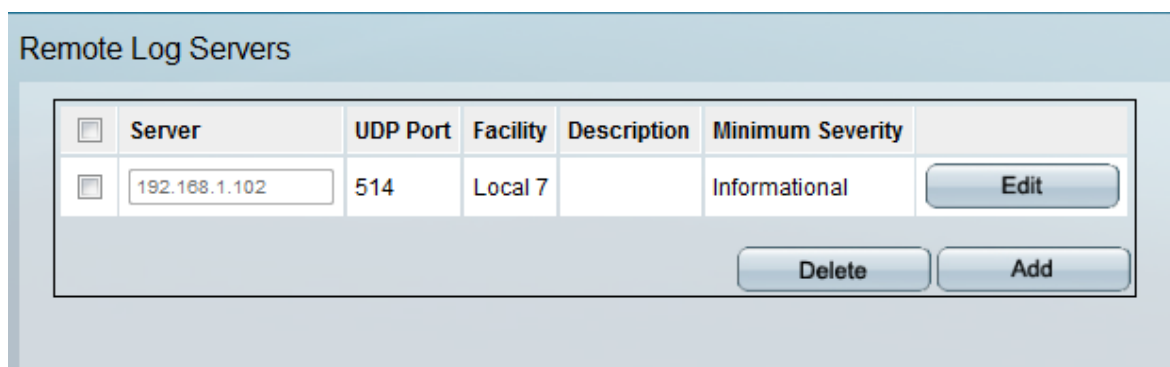 Remote Log Servers
Server UDP Port Facility Description Minimum Severity
192.168.1.102 514 Local 7 Informational Edit
Delete Add